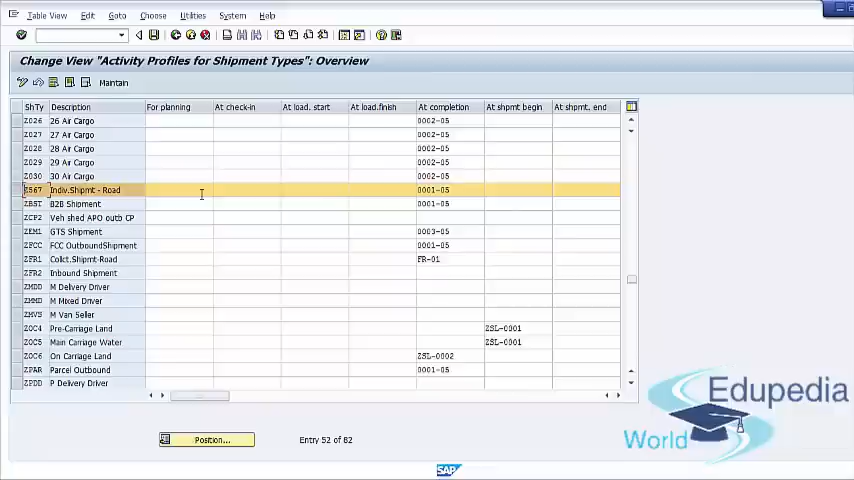 Table View Edit Goto Choose Utilities System Help
Change View "Activity Profiles for Shipment Types": Overview
Maintain
ShTy Description For planning At check-in At load. start At load.finish At completion At shpmt begin At shpmt. end
Z026 26 Air Cargo 0002-05
Z027 27 Air Cargo 0002-05
Z028 28 Air Cargo 0002-05
Z029 29 Air Cargo 0002-05
Z030 30 Air Cargo 0002-05
Z567 Indiv.Shipmt - Road 0001-05
ZBST B2B Shipment 0001-05
ZCP2 Veh shed APO outb CP
ZEM1 GTS Shipment 0003-05
ZFCC FCC OutboundShipment 0001-05
ZFR1 Collct.Shipmt-Road FR-01
ZFR2 Inbound Shipment
ZMDD M Delivery Driver
ZMMD M Mixed Driver
ZMVS M Van Seller
ZOC4 Pre-Carriage Land ZSL-0001
ZOC5 Main Carriage Water ZSL-0001
ZOC6 On Carriage Land ZSL-0002
ZPAR Parcel Outbound 0001-05
ZPDD P Delivery Driver
Position... Entry 52 of 82
Edupedia
World
SAP